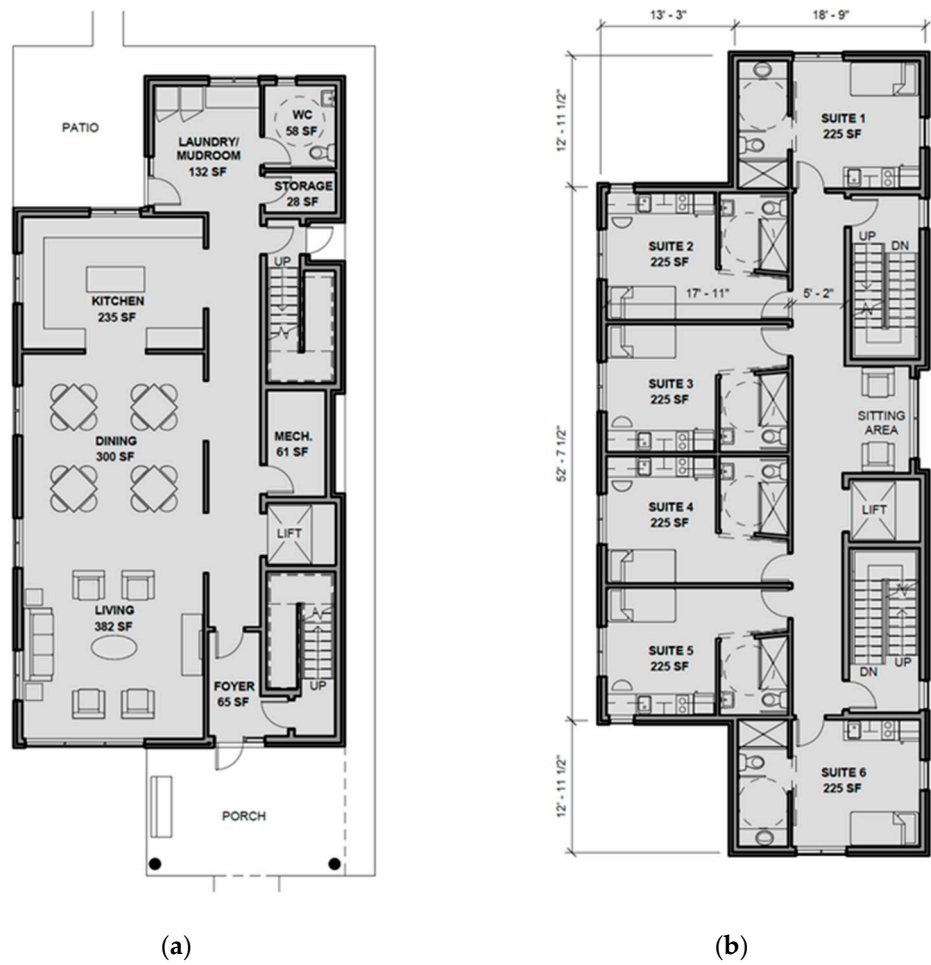 PATIO
LAUNDRY/
MUDROOM
132 SF
WC
58 SF
STORAGE
28 SF
UP
KITCHEN
235 SF
DINING
300 SF
MECH.
61 SF
LIFT
LIVING
382 SF
FOYER
65 SF
UP
PORCH
(a)
13' - 3"
18' - 9"
12' - 11 1/2"
52' - 7 1/2"
12' - 11 1/2"
SUITE 1
225 SF
SUITE 2
225 SF
17' - 11"
5' - 2"
UP
DN
SUITE 3
225 SF
SITTING
AREA
SUITE 4
225 SF
LIFT
SUITE 5
225 SF
DN
UP
SUITE 6
225 SF
(b)